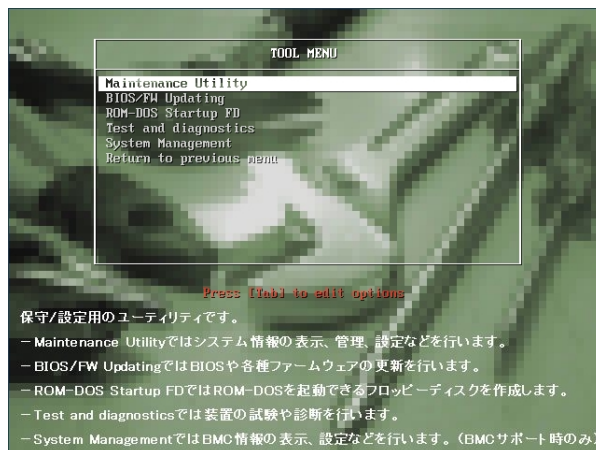 TOOL MENU
Maintenance Utility
BIOS/FW Updating
ROM-DOS Startup FD
Test and diagnostics
System Management
Return to previous menu
Press [Tab] to edit options
保守/設定用のユーティリティです。
－Maintenance Utilityではシステム情報の表示、管理、設定などを行います。
－BIOS/FW UpdatingではBIOSや各種ファームウェアの更新を行います。
－ROM-DOS Startup FDではROM-DOSを起動できるフロッピーディスクを作成します。
－Test and diagnosticsでは装置の試験や診断を行います。
－System ManagementではBMC情報の表示、設定などを行います。（BMCサポート時のみ）